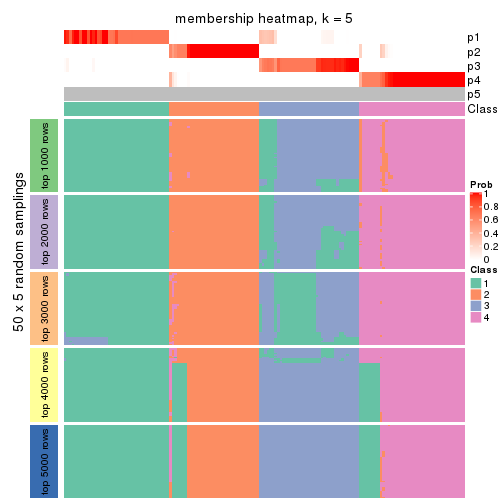 membership heatmap, k = 5
p1
p2
p3
p4
p5
Class
50 x 5 random samplings
top 1000 rows
top 2000 rows
top 3000 rows
top 4000 rows
top 5000 rows
Prob
1
0.8
0.6
0.4
0.2
0
Class
1
2
3
4